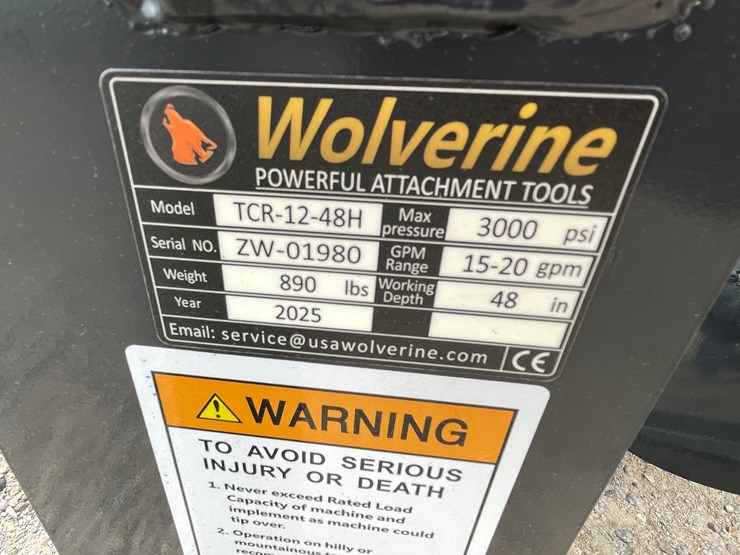 Wolverine
POWERFUL ATTACHMENT TOOLS
Model TCR-12-48H Max pressure 3000 psi
Serial NO. ZW-01980 GPM Range 15-20 gpm
Weight 890 lbs Working Depth 48 in
Year 2025
Email: service@usawolverine.com CE
WARNING
TO AVOID SERIOUS
INJURY OR DEATH
1. Never exceed Rated Load
Capacity of machine and
implement as machine could
tip over.
2. Operation on hilly or
mountainous